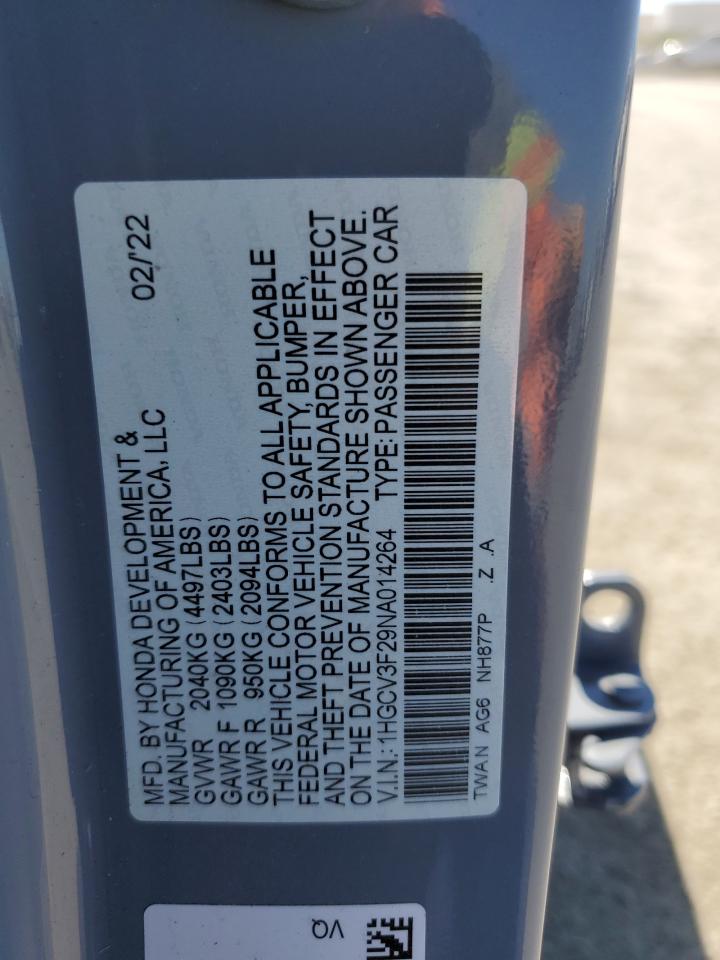 MFD. BY HONDA DEVELOPMENT & 02/'22
MANUFACTURING OF AMERICA, LLC
GVWR 2040KG (4497LBS)
GAWR F 1090KG (2403LBS)
GAWR R 950KG (2094LBS)
THIS VEHICLE CONFORMS TO ALL APPLICABLE
FEDERAL MOTOR VEHICLE SAFETY, BUMPER,
AND THEFT PREVENTION STANDARDS IN EFFECT
ON THE DATE OF MANUFACTURE SHOWN ABOVE.
V.I.N.: 1HGCV3F29NA014264 TYPE: PASSENGER CAR
TWA N AG6 NH877P .Z .A
VQ